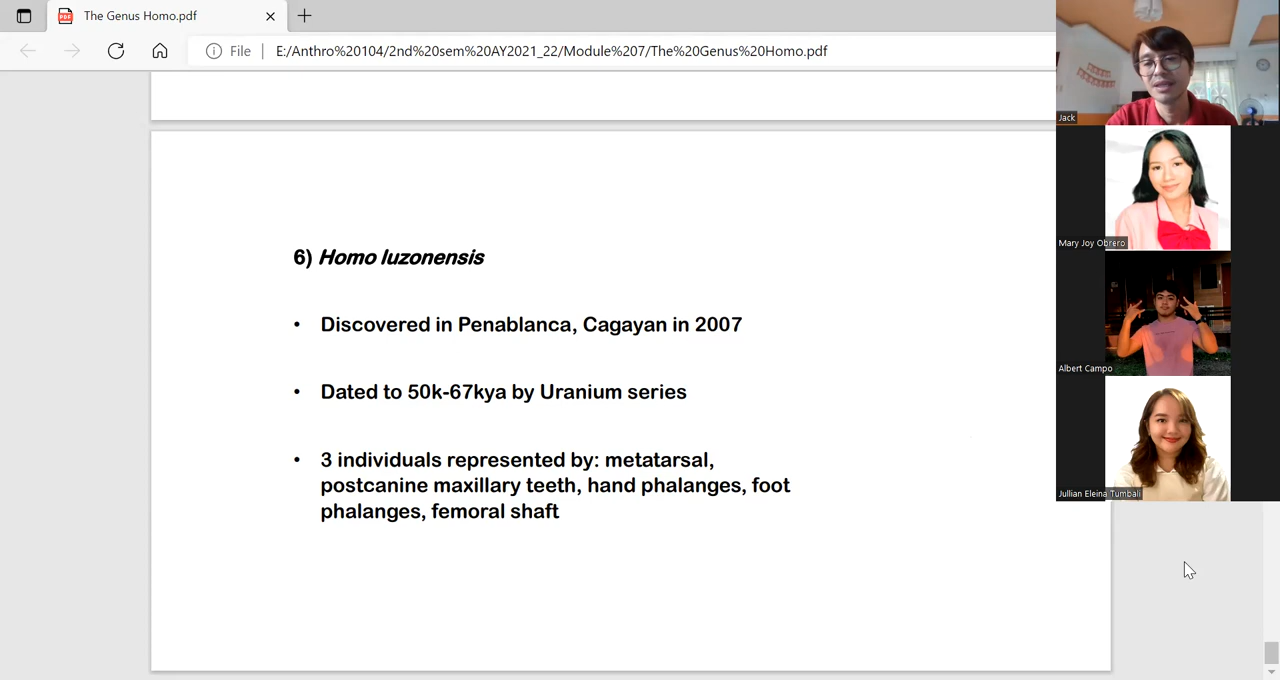 The Genus Homo.pdf
File
E:/Anthro%20104/2nd%20sem%20AY2021_22/Module%207/The%20Genus%20Homo.pdf
6) Homo luzonensis
• Discovered in Penablanca, Cagayan in 2007
• Dated to 50k-67kya by Uranium series
• 3 individuals represented by: metatarsal,
postcanine maxillary teeth, hand phalanges, foot
phalanges, femoral shaft
Jack
Mary Joy Obrero
Albert Campo
Jullian Eleina Tumbali